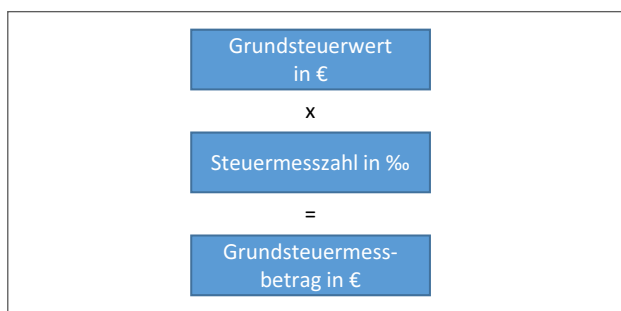 Grundsteuerwert
in €
x
Steuermesszahl in ‰
=
Grundsteuermess-
betrag in €